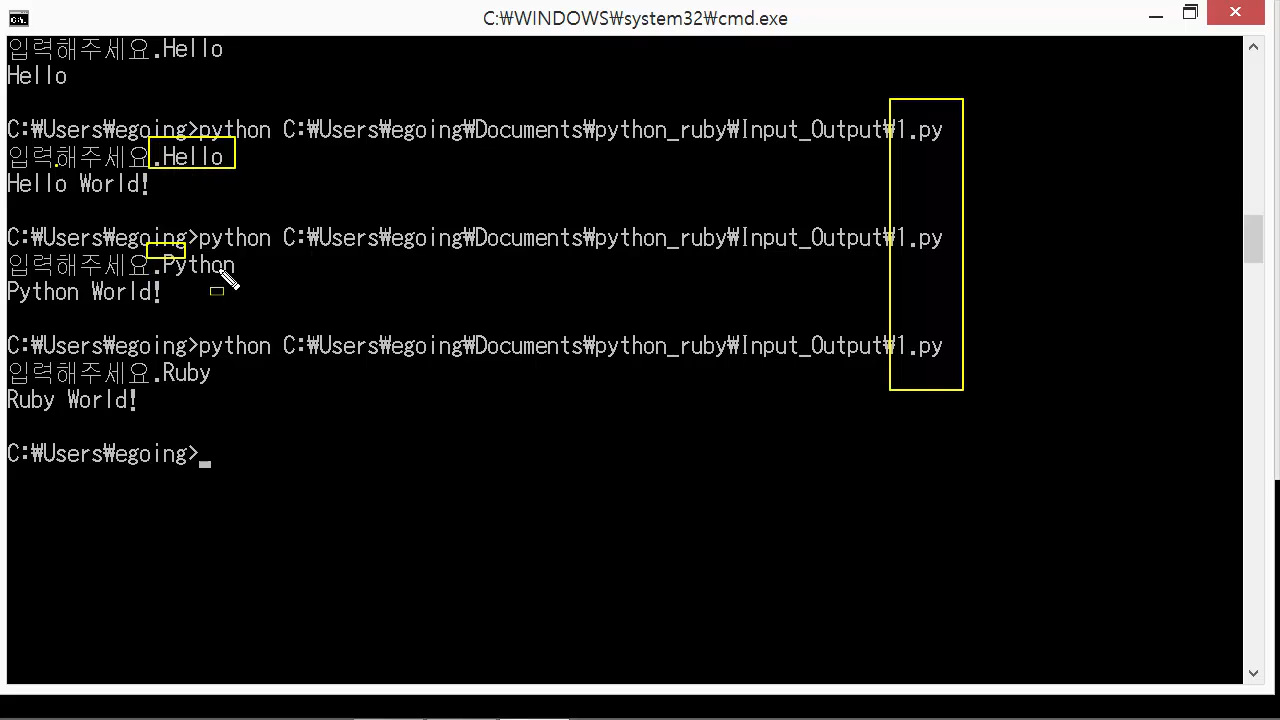 C:₩WINDOWS₩system32₩cmd.exe
입력해주세요.Hello
Hello
C:₩Users₩egoing>python C:₩Users₩egoing₩Documents₩python_ruby₩Input_Output₩1.py
입력해주세요.Hello
Hello World!
C:₩Users₩egoing>python C:₩Users₩egoing₩Documents₩python_ruby₩Input_Output₩1.py
입력해주세요.Python
Python World!
C:₩Users₩egoing>python C:₩Users₩egoing₩Documents₩python_ruby₩Input_Output₩1.py
입력해주세요.Ruby
Ruby World!
C:₩Users₩egoing>